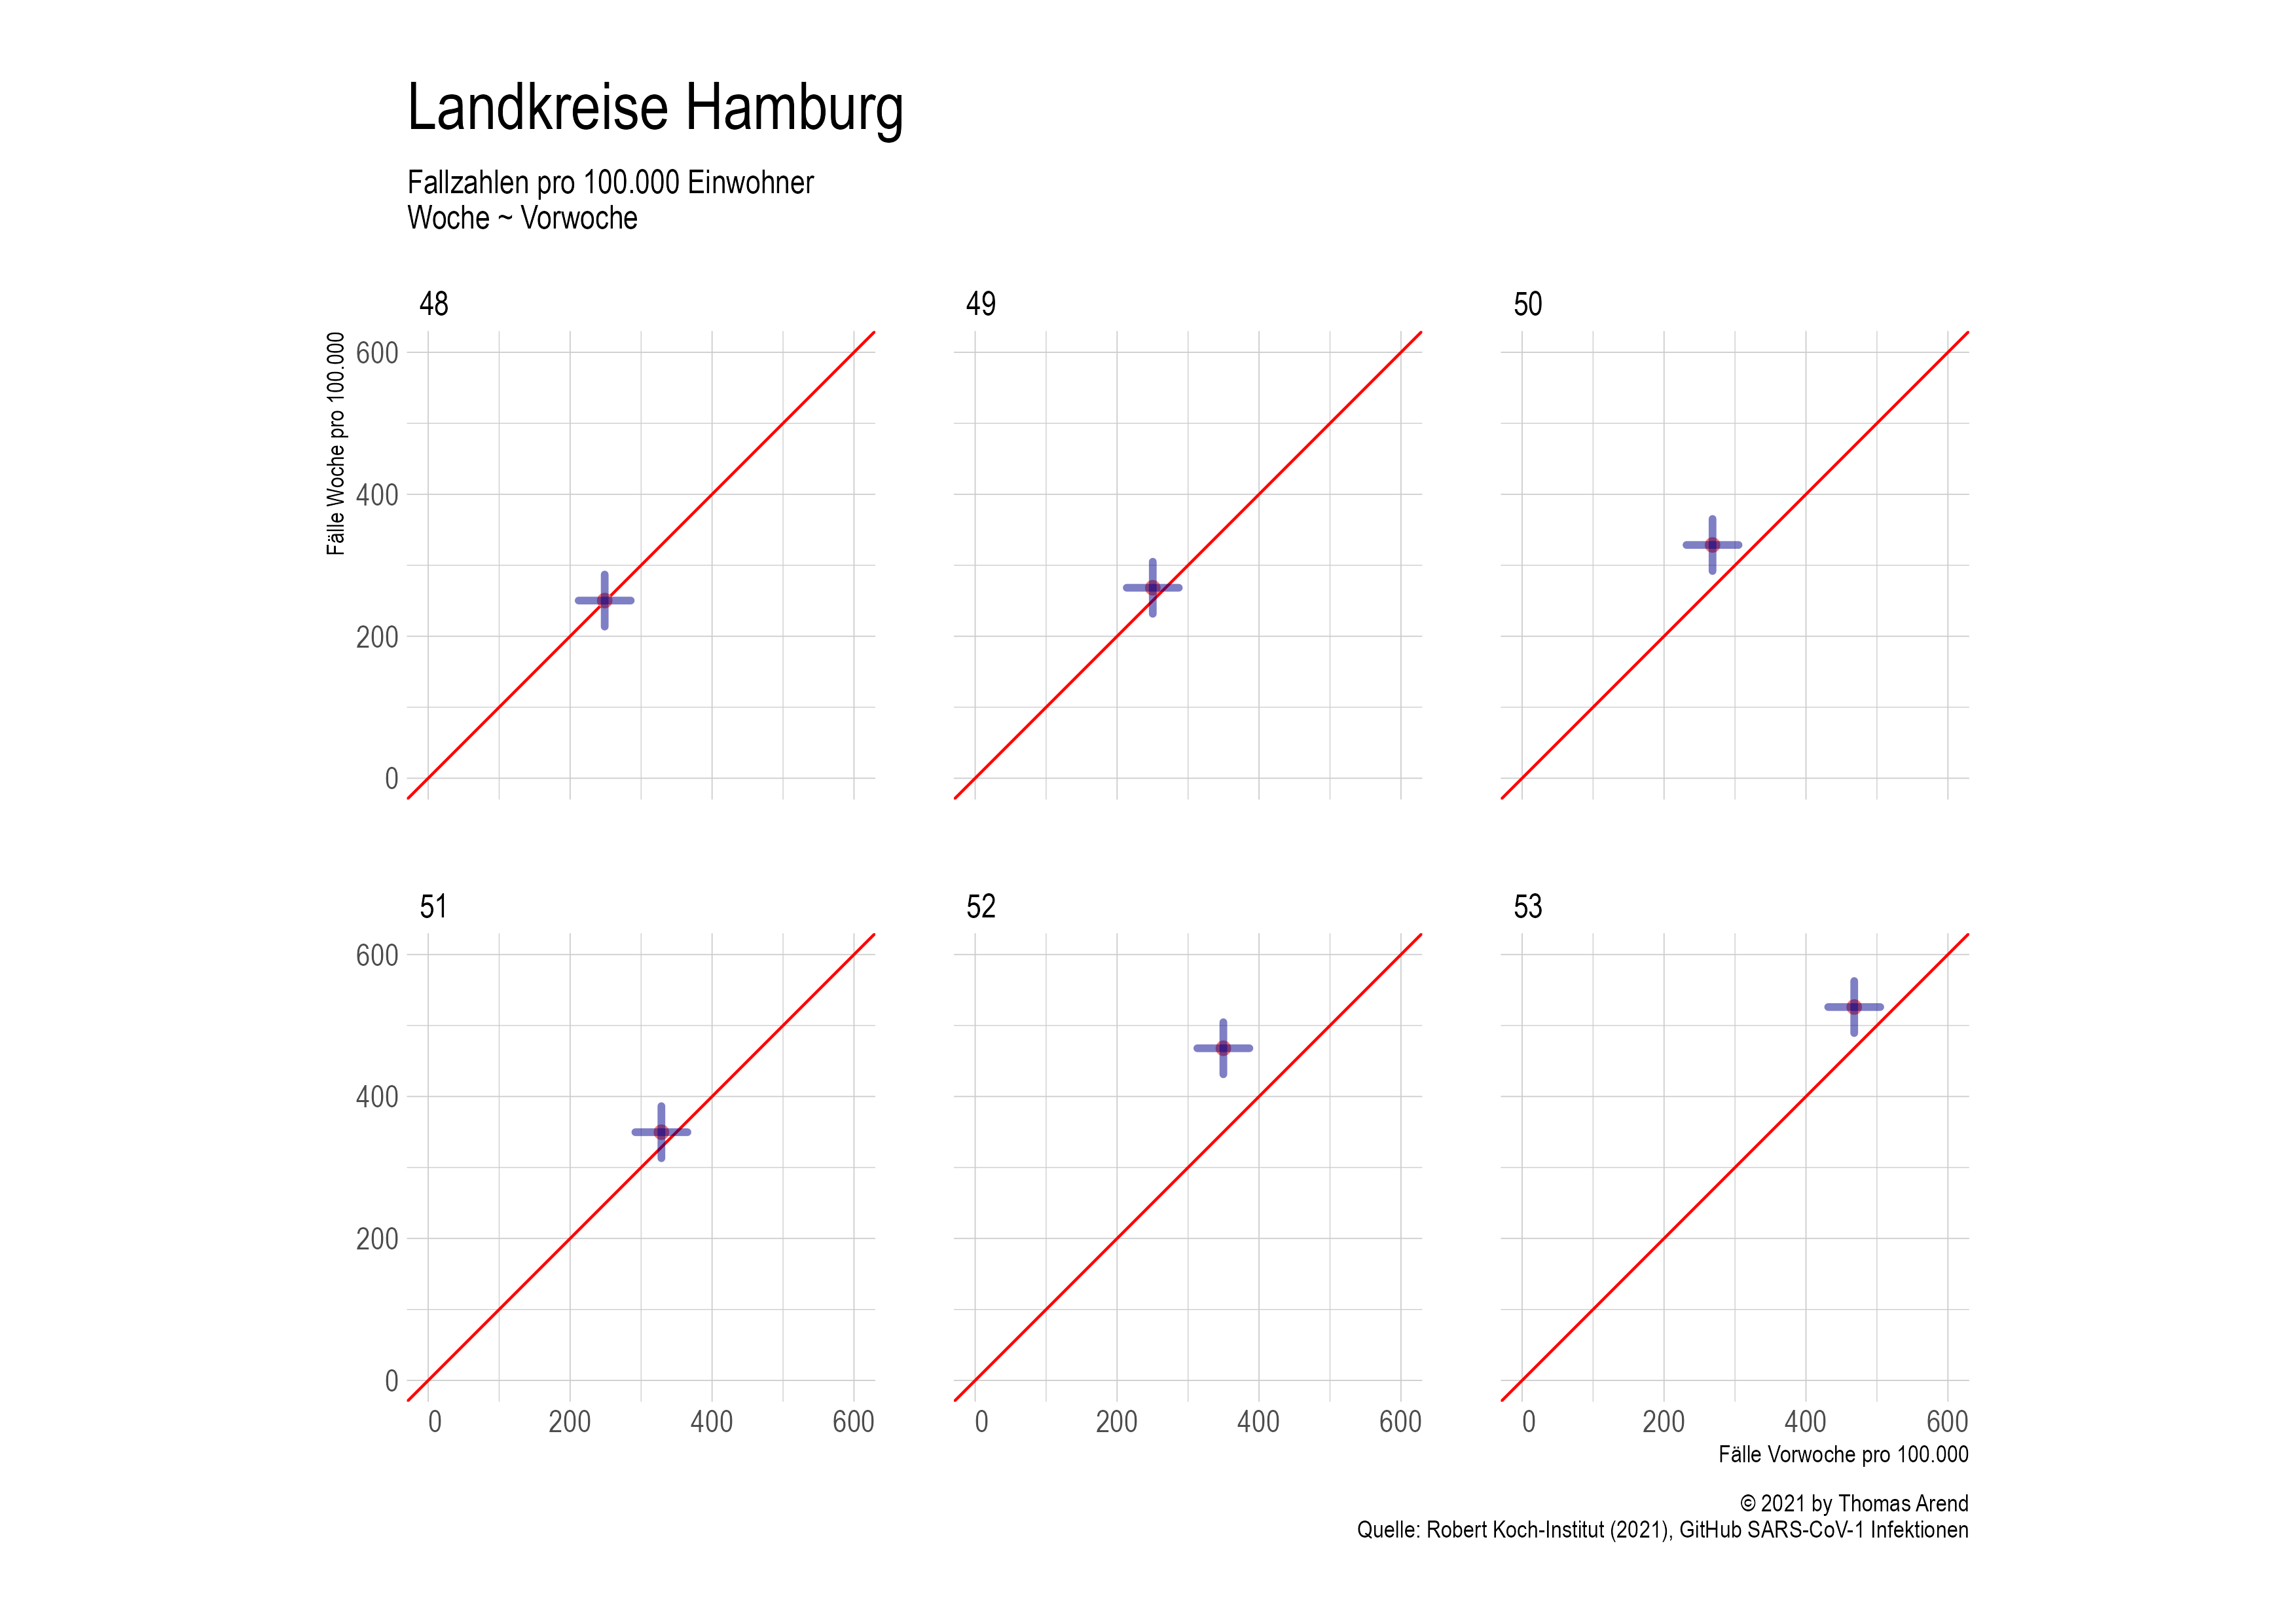 Landkreise Hamburg
Fallzahlen pro 100.000 Einwohner
Woche ~ Vorwoche
48
49
50
Fälle Woche pro 100.000
600
400
200
0
51
52
53
600
400
200
0
0 200 400 600
0 200 400 600
0 200 400 600
Fälle Vorwoche pro 100.000
© 2021 by Thomas Arend
Quelle: Robert Koch-Institut (2021), GitHub SARS-CoV-1 Infektionen